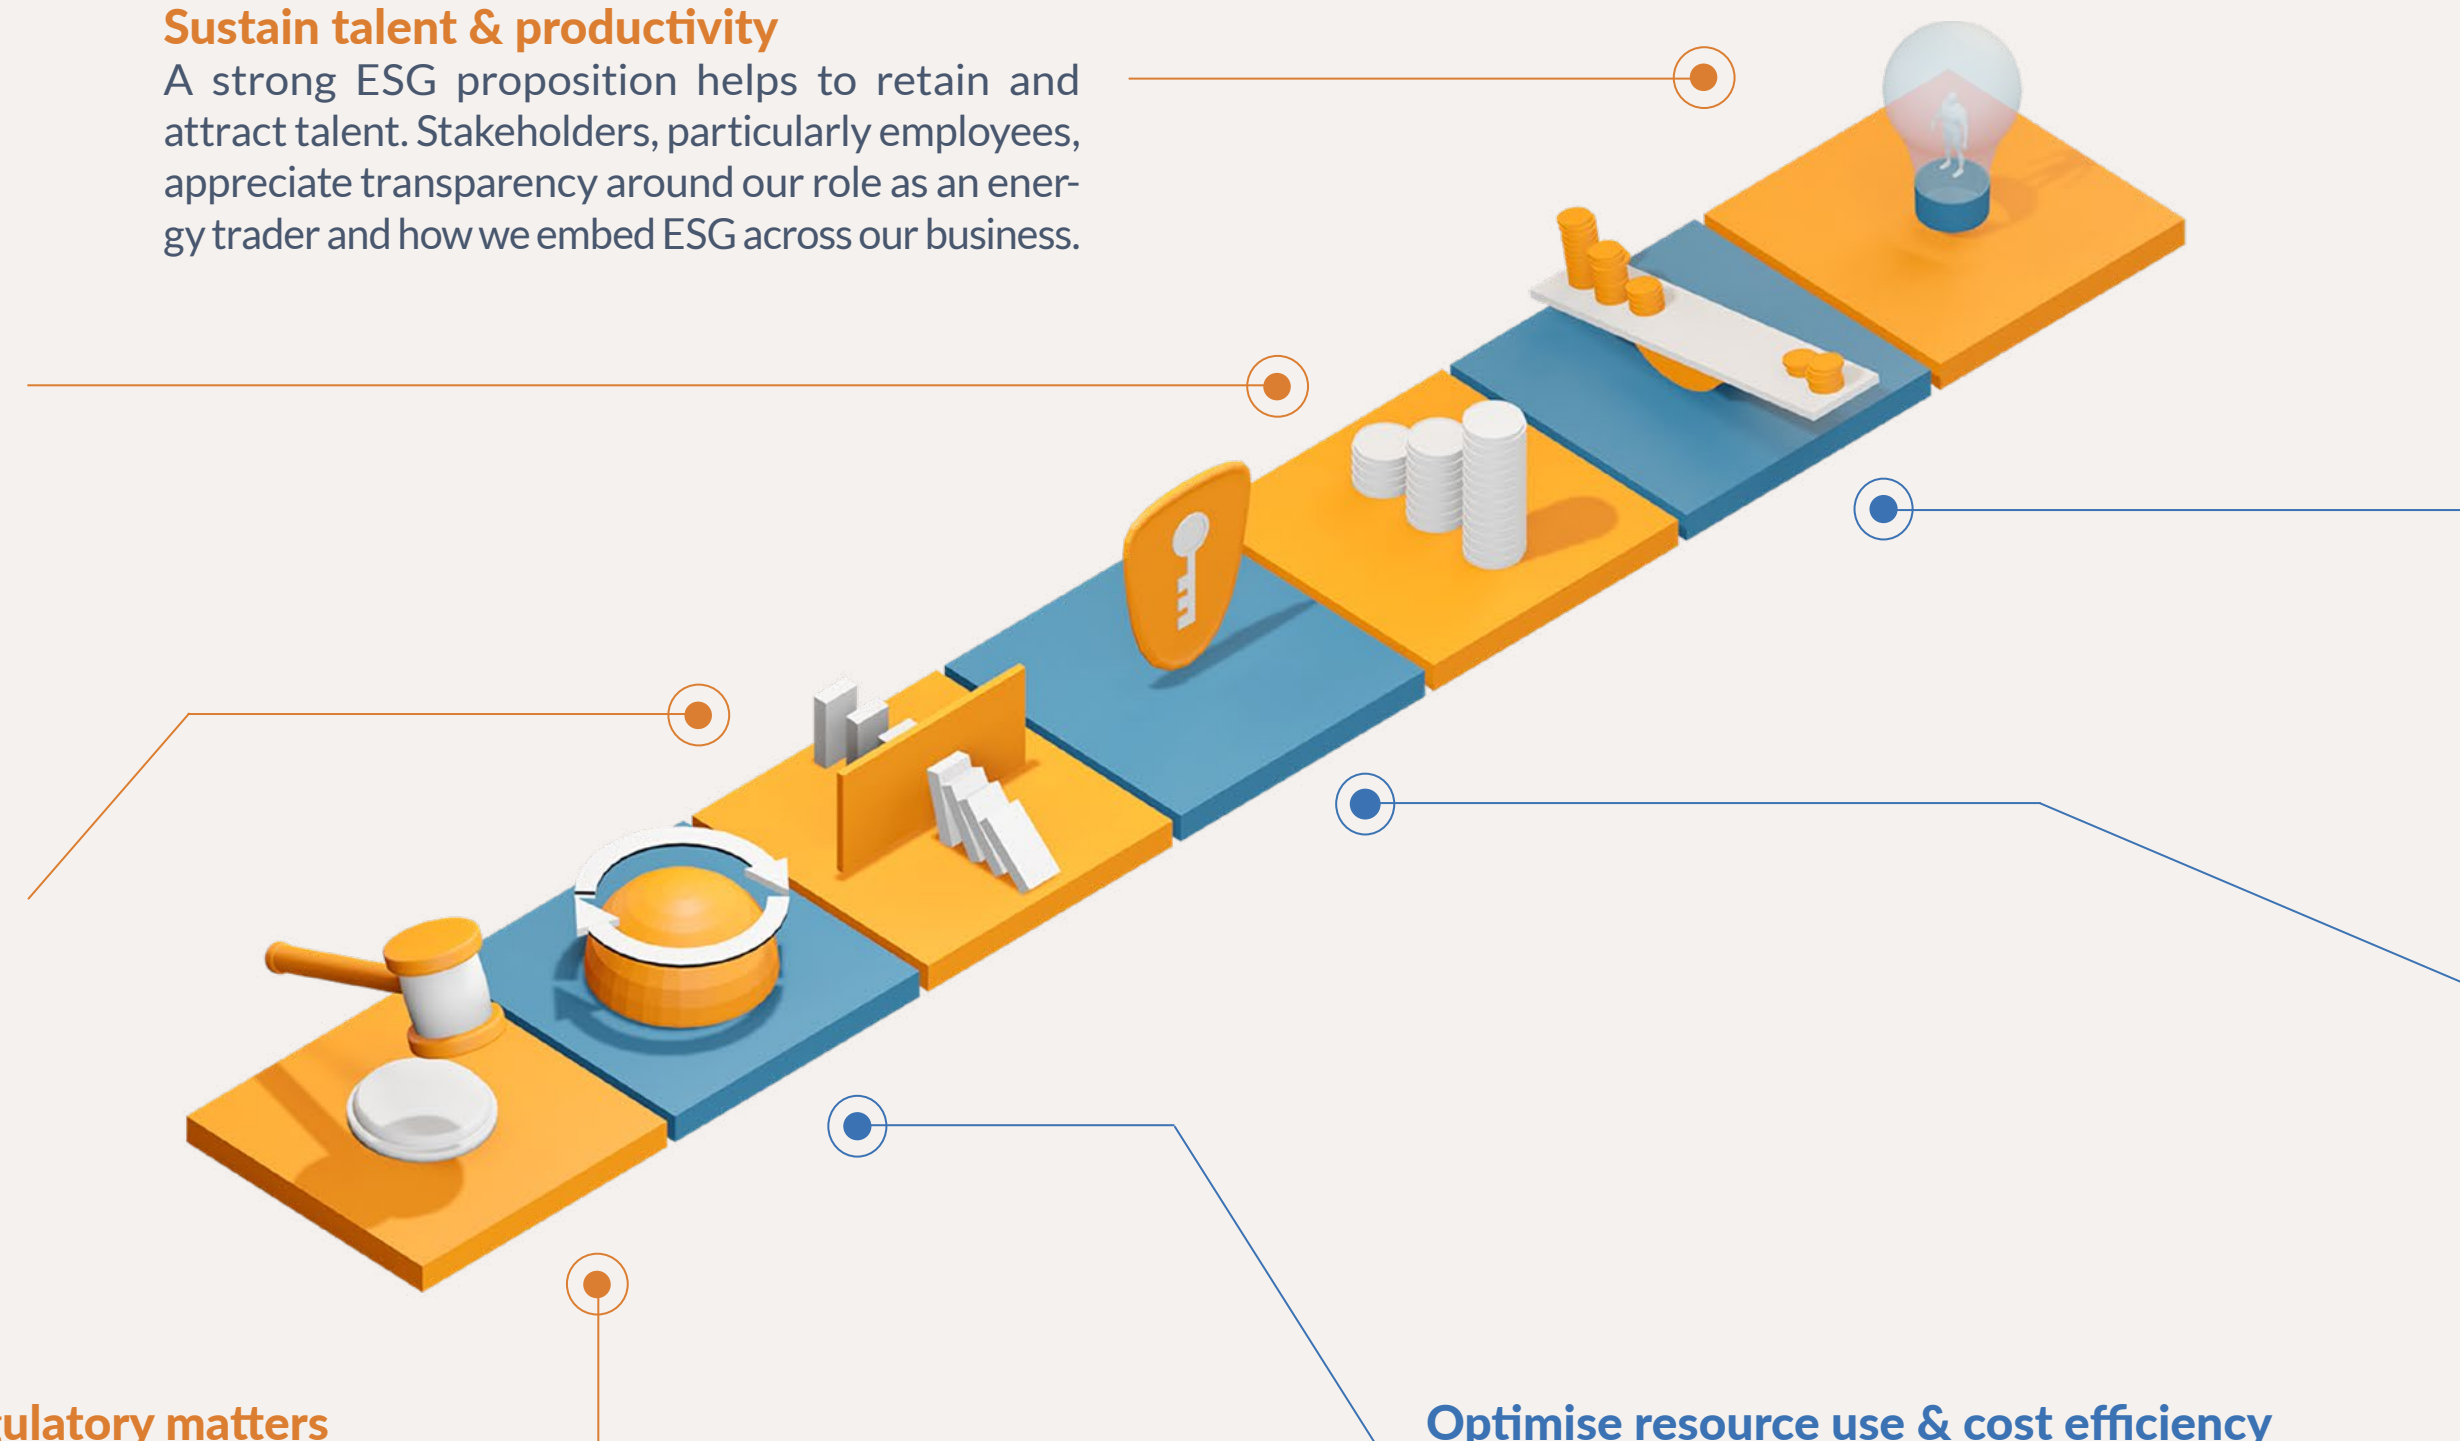 Sustain talent & productivity
A strong ESG proposition helps to retain and
attract talent. Stakeholders, particularly employees,
appreciate transparency around our role as an ener-
gy trader and how we embed ESG across our business.
gulatory matters
Optimise resource use & cost efficiency